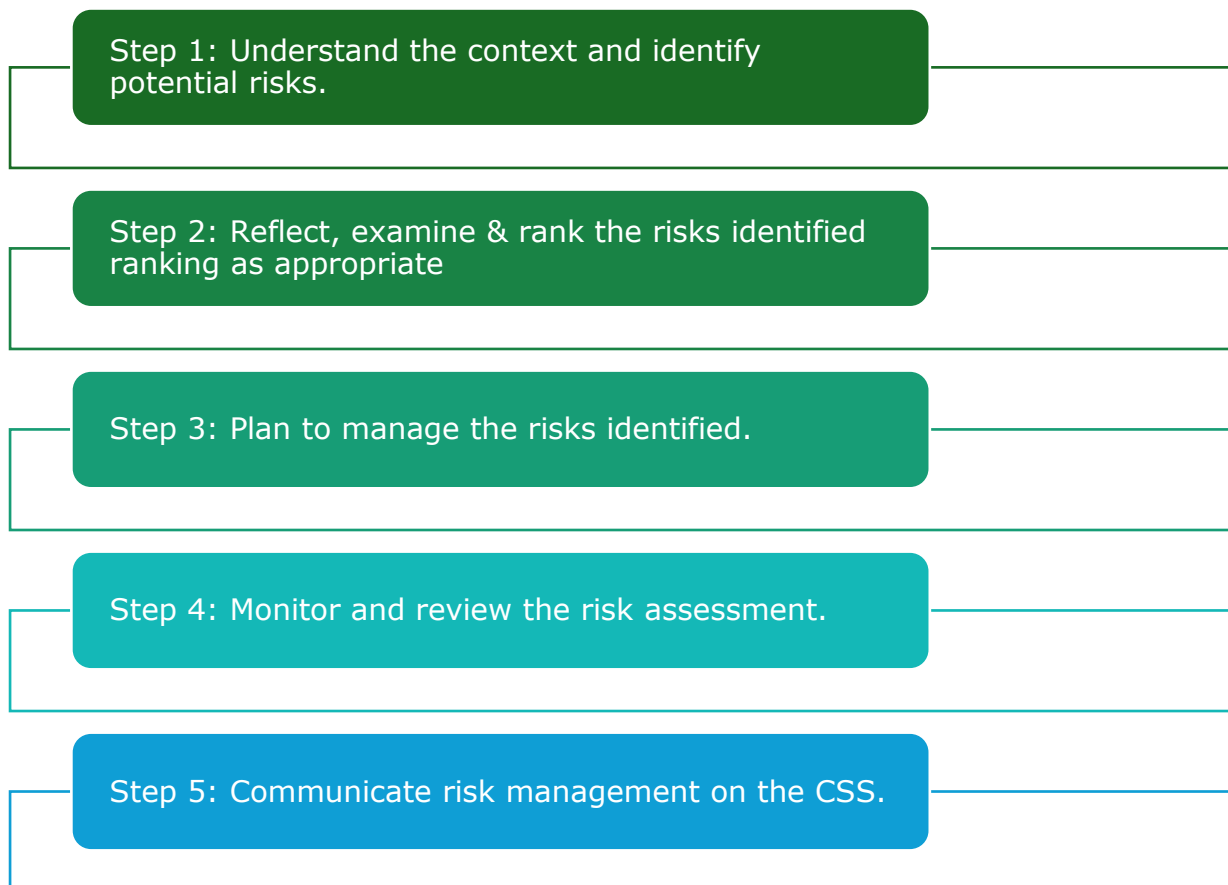 Step 1: Understand the context and identify
potential risks.
Step 2: Reflect, examine & rank the risks identified
ranking as appropriate
Step 3: Plan to manage the risks identified.
Step 4: Monitor and review the risk assessment.
Step 5: Communicate risk management on the CSS.